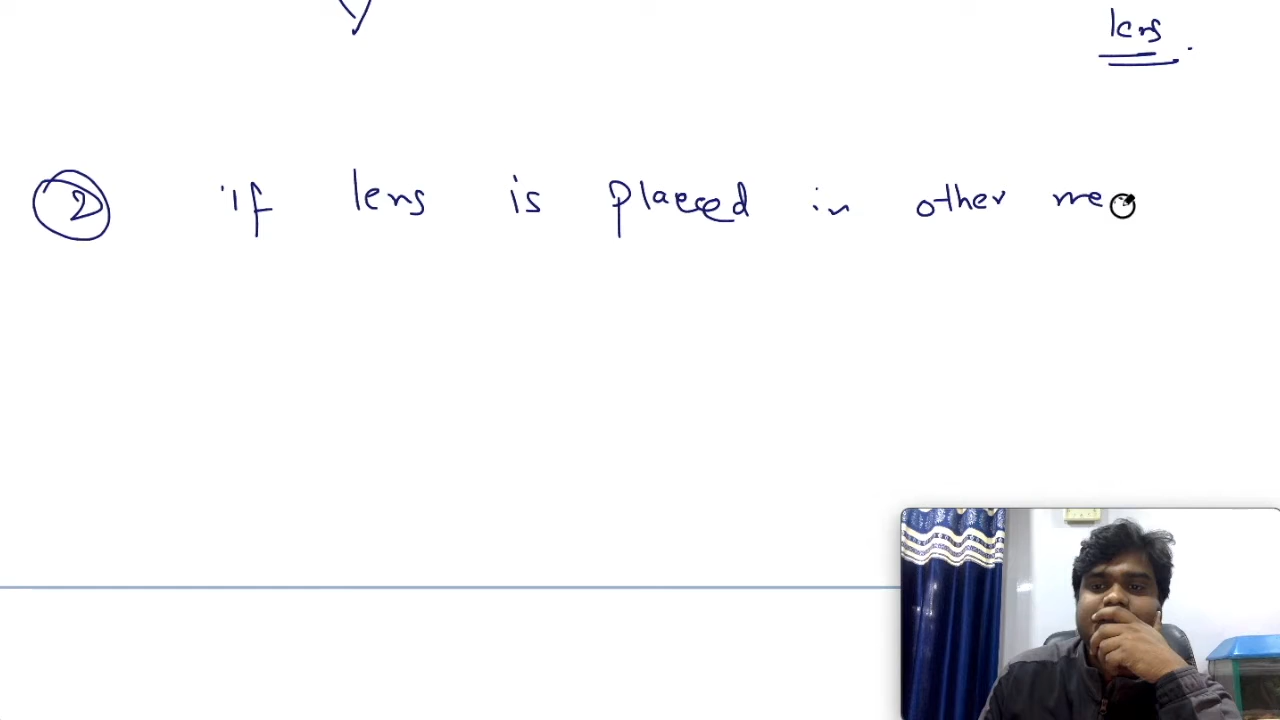 lens.
② if lens is placed in other me